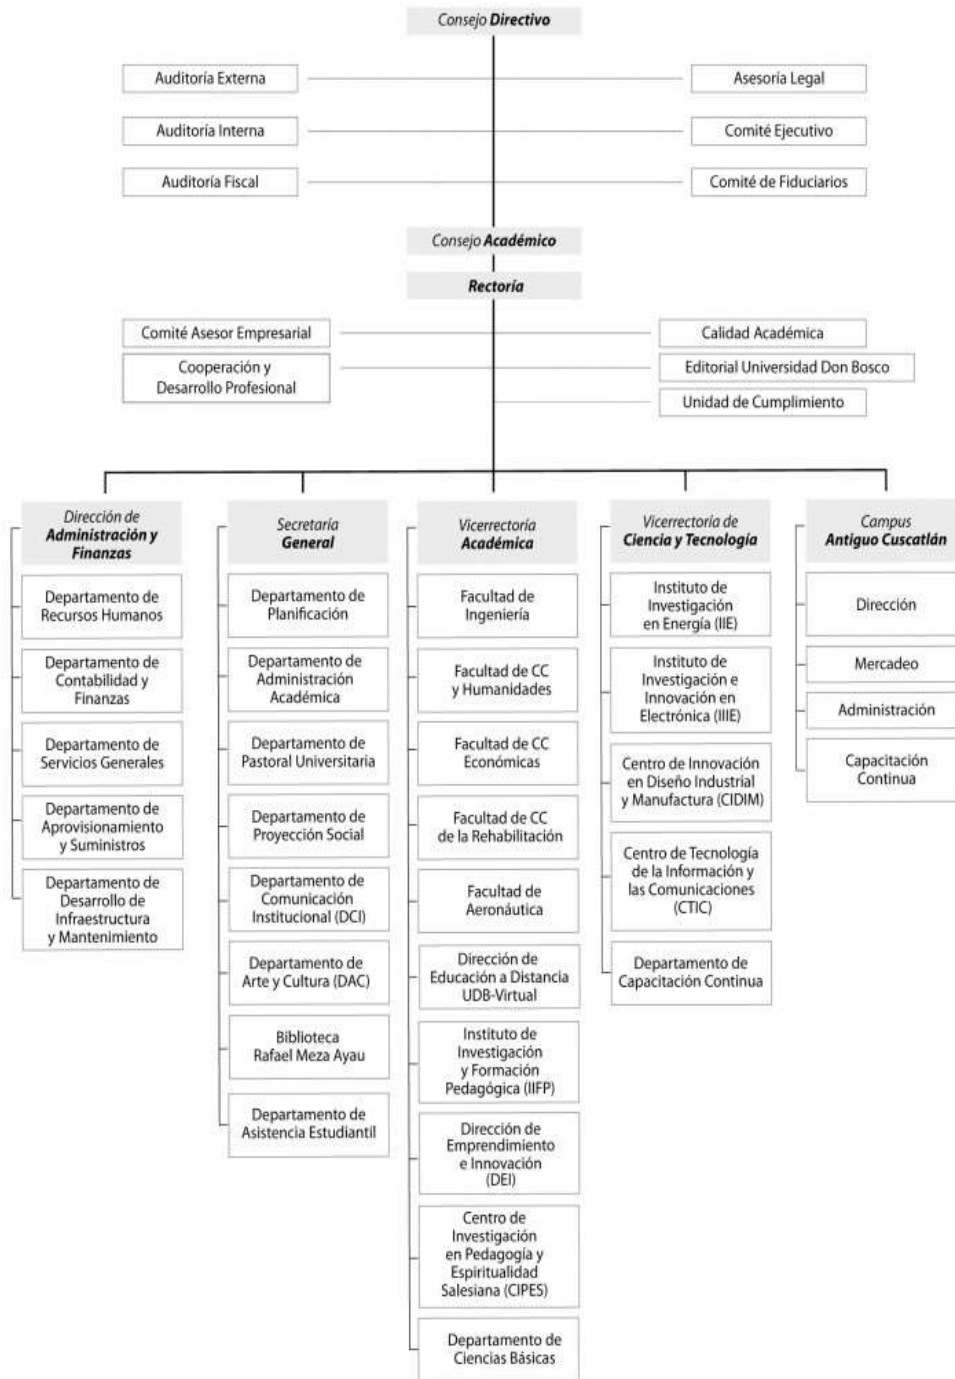 Consejo Directivo
Auditoría Externa
Asesoría Legal
Auditoría Interna
Comité Ejecutivo
Auditoría Fiscal
Comité de Fiduciarios
Consejo Académico
Rectoría
Comité Asesor Empresarial
Calidad Académica
Cooperación y
Desarrollo Profesional
Editorial Universidad Don Bosco
Unidad de Cumplimiento
Dirección de
Administración y
Finanzas
Departamento de
Recursos Humanos
Departamento de
Contabilidad y
Finanzas
Departamento de
Servicios Generales
Departamento de
Aprovisionamiento
y Suministros
Departamento de
Desarrollo de
Infraestructura
y Mantenimiento
Secretaría
General
Departamento de
Planificación
Departamento de
Administración
Académica
Departamento de
Pastoral Universitaria
Departamento de
Proyección Social
Departamento de
Comunicación
Institucional (DCI)
Departamento de
Arte y Cultura (DAC)
Biblioteca
Rafael Meza Ayau
Departamento de
Asistencia Estudiantil
Vicerrectoría
Académica
Facultad de
Ingeniería
Facultad de CC
y Humanidades
Facultad de CC
Económicas
Facultad de CC
de la Rehabilitación
Facultad de
Aeronáutica
Dirección de
Educación a Distancia
UDB-Virtual
Instituto de
Investigación
y Formación
Pedagógica (IIFP)
Dirección de
Emprendimiento
e Innovación
(DEI)
Centro de
Investigación
en Pedagogía y
Espiritualidad
Salesiana (CIPES)
Departamento de
Ciencias Básicas
Vicerrectoría de
Ciencia y Tecnología
Instituto de
Investigación
en Energía (IIE)
Instituto de
Investigación e
Innovación en
Electrónica (IIIE)
Centro de Innovación
en Diseño Industrial
y Manufactura (CIDIM)
Centro de Tecnología
de la Información y
las Comunicaciones
(CTIC)
Departamento de
Capacitación Continua
Campus
Antiguo Cuscatlán
Dirección
Mercadeo
Administración
Capacitación
Continua